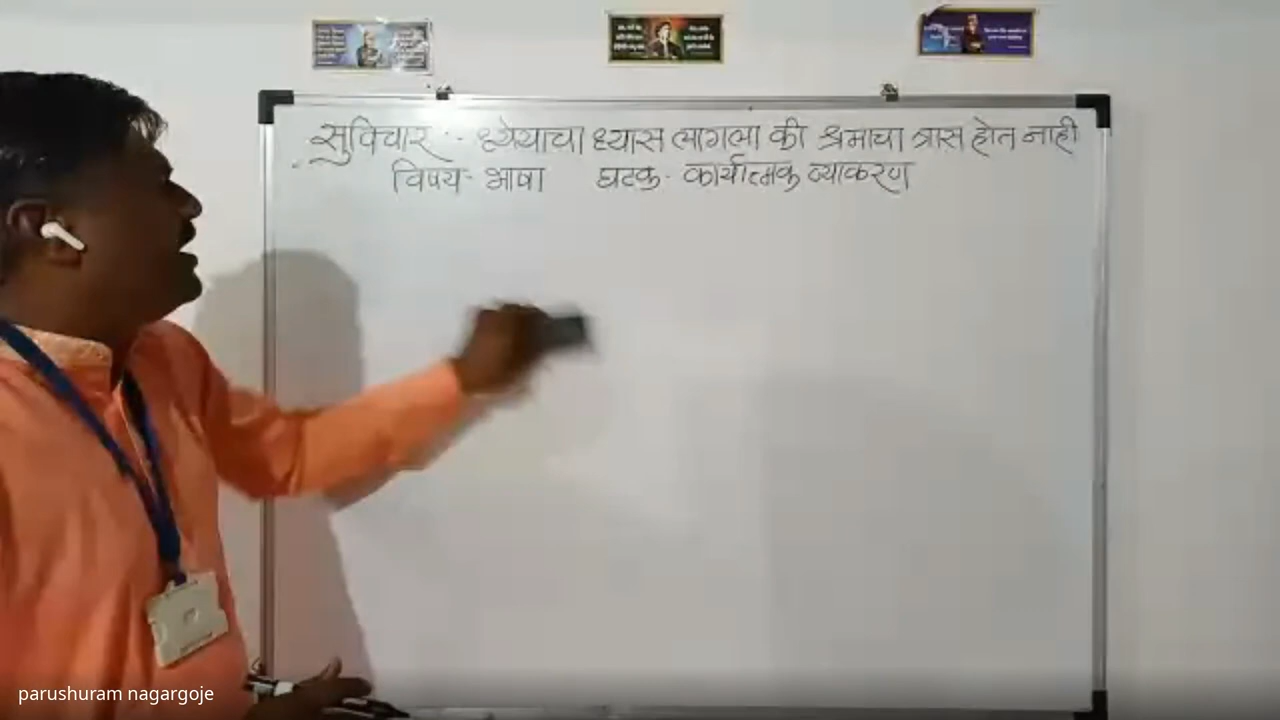 सुविचार :- ध्येयाचा ध्यास लागला की श्रमाचा त्रास होत नाही
विषय- भाषा घटक- कार्यात्मक व्याकरण
parushuram nagargoje